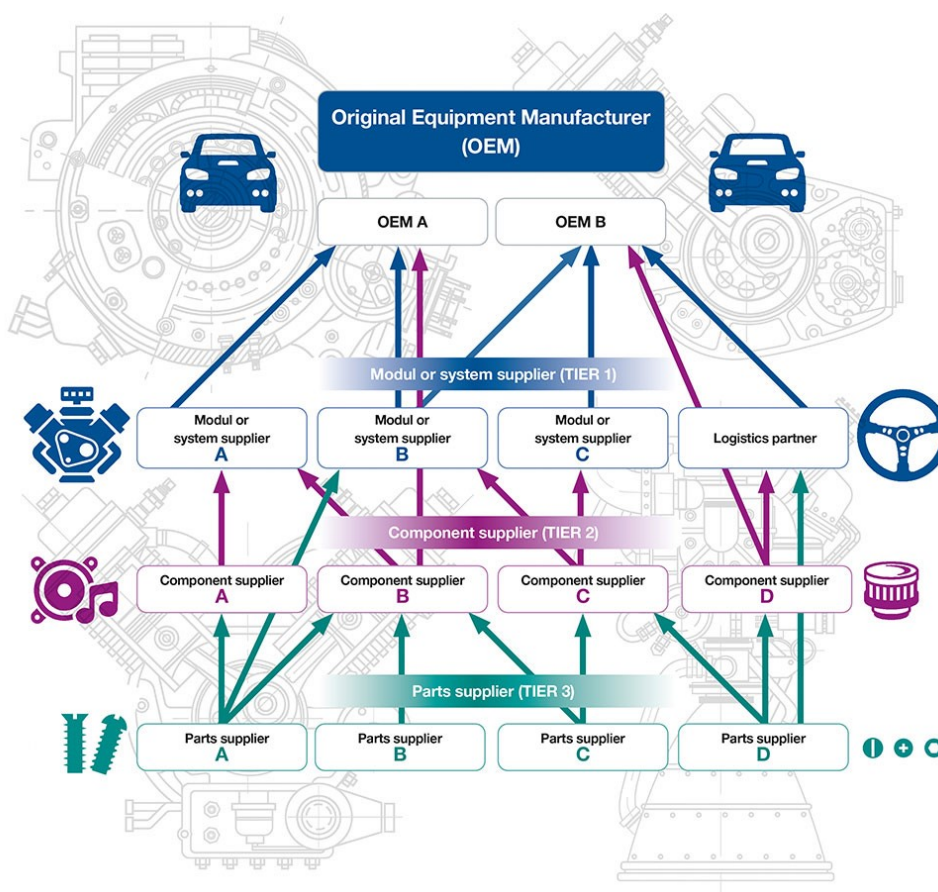 Original Equipment Manufacturer
(OEM)
OEM A
OEM B
Modul or system supplier (TIER 1)
Modul or
system supplier
A
Modul or
system supplier
B
Modul or
system supplier
C
Logistics partner
Component supplier (TIER 2)
Component supplier
A
Component supplier
B
Component supplier
C
Component supplier
D
Parts supplier (TIER 3)
Parts supplier
A
Parts supplier
B
Parts supplier
C
Parts supplier
D